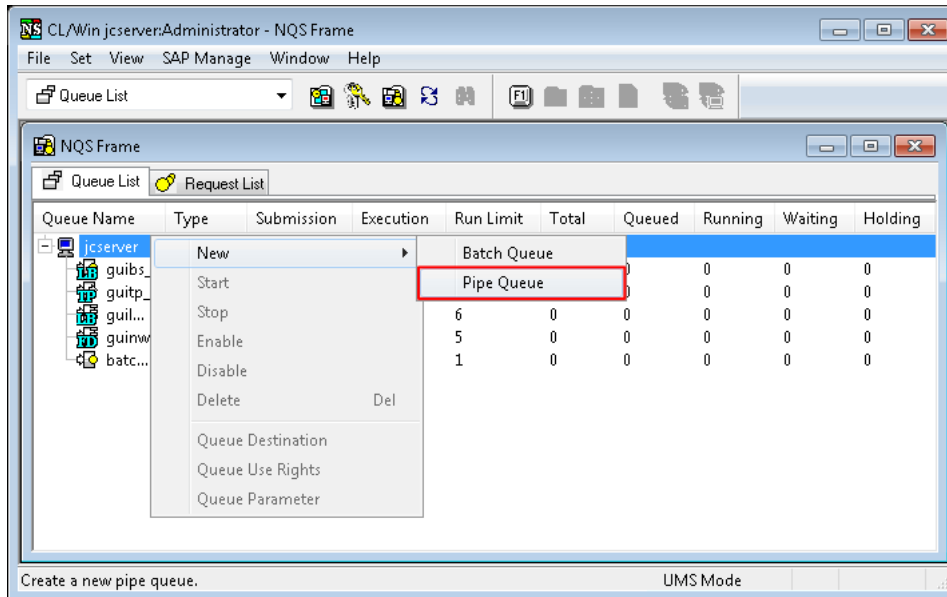 CL/Win jcserver:Administrator - NQS Frame
File Set View SAP Manage Window Help
Queue List F1
NQS Frame
Queue List Request List
Queue Name Type Submission Execution Run Limit Total Queued Running Waiting Holding
jcserver New Batch Queue
guibs_ 0 0 0
Start Pipe Queue
guitp_ 0 0 0
guil... Stop 6 0 0 0 0 0
guinw Enable 5 0 0 0 0 0
batc... 1 0 0 0 0 0
Disable
Delete Del
Queue Destination
Queue Use Rights
Queue Parameter
Create a new pipe queue. UMS Mode